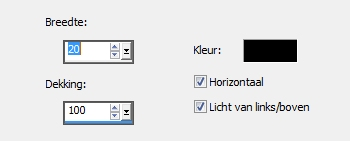 Breedte:
20
Kleur:
Horizontaal
Dekking:
100
Licht van links/boven